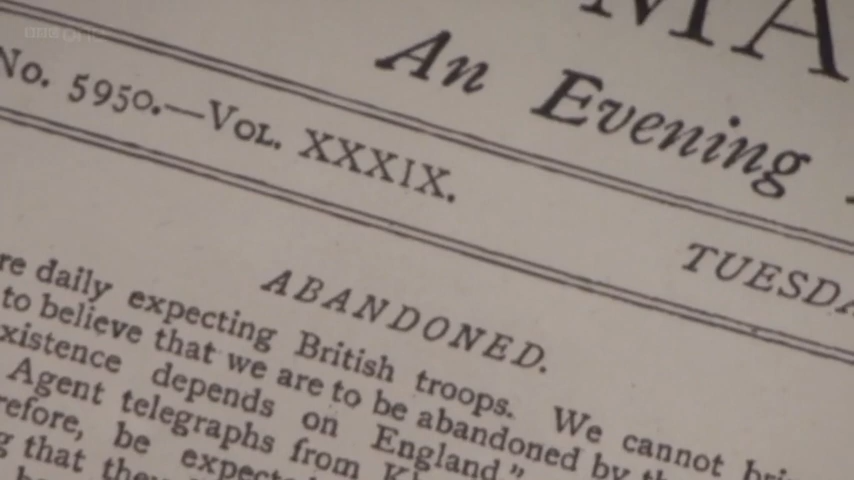 BBC ONE
MA
An Evening
No. 5950.—VOL. XXXIX.
TUESDA
ABANDONED.
re daily expecting British troops. We cannot bri
to believe that we are to be abandoned by th
xistence depends on England."
Agent telegraphs from Kh
refore, be expect
g that they